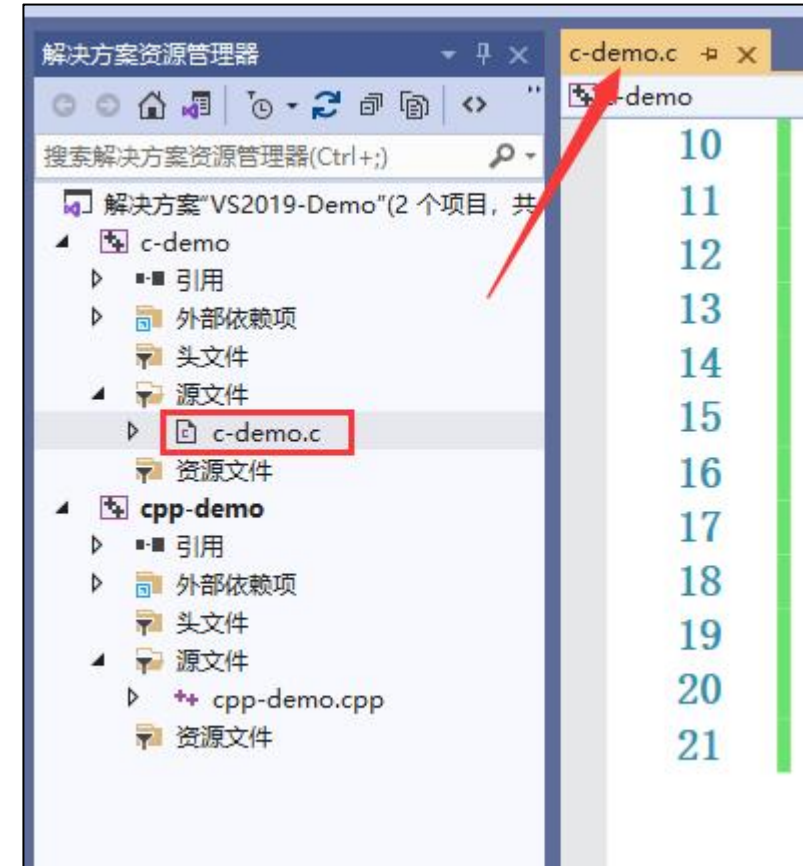 解决方案资源管理器
搜索解决方案资源管理器(Ctrl+;)
解决方案"VS2019-Demo"(2 个项目，共
c-demo
引用
外部依赖项
头文件
源文件
c-demo.c
资源文件
cpp-demo
引用
外部依赖项
头文件
源文件
cpp-demo.cpp
资源文件
c-demo.c
-demo
10
11
12
13
14
15
16
17
18
19
20
21